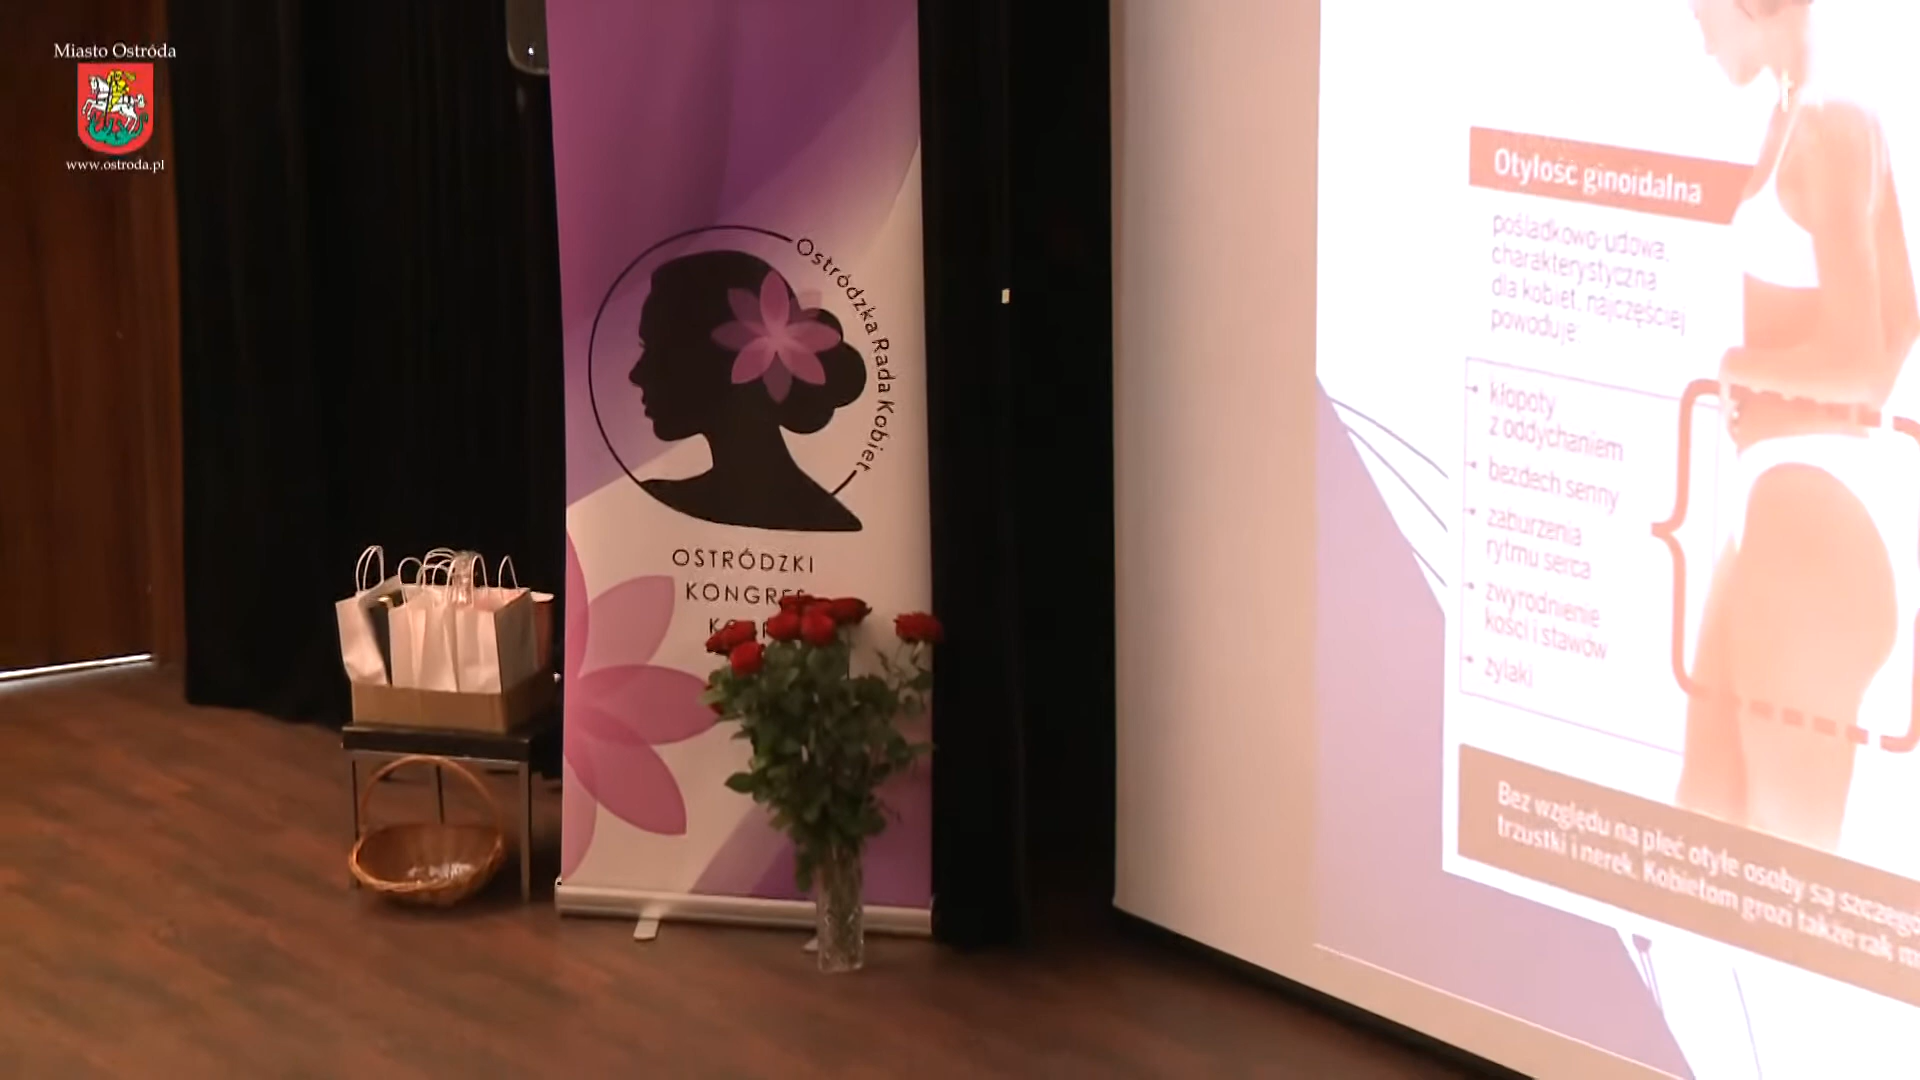 Miasto Ostróda
www.ostroda.pl
Ostródzka Rada Kobiet
OSTRÓDZKI
Otyłość ginoidalna
pośladkowo-udowa,
charakterystyczna
dla kobiet, najczęściej
powoduje:
kłopoty
z oddychaniem
bezdech senny
zaburzenia
rytmu serca
zwyrodnienie
kości i stawów
żylaki
Bez względu na płeć otyłe osoby są
trzustki i nerek. Kobietom grozi także rak